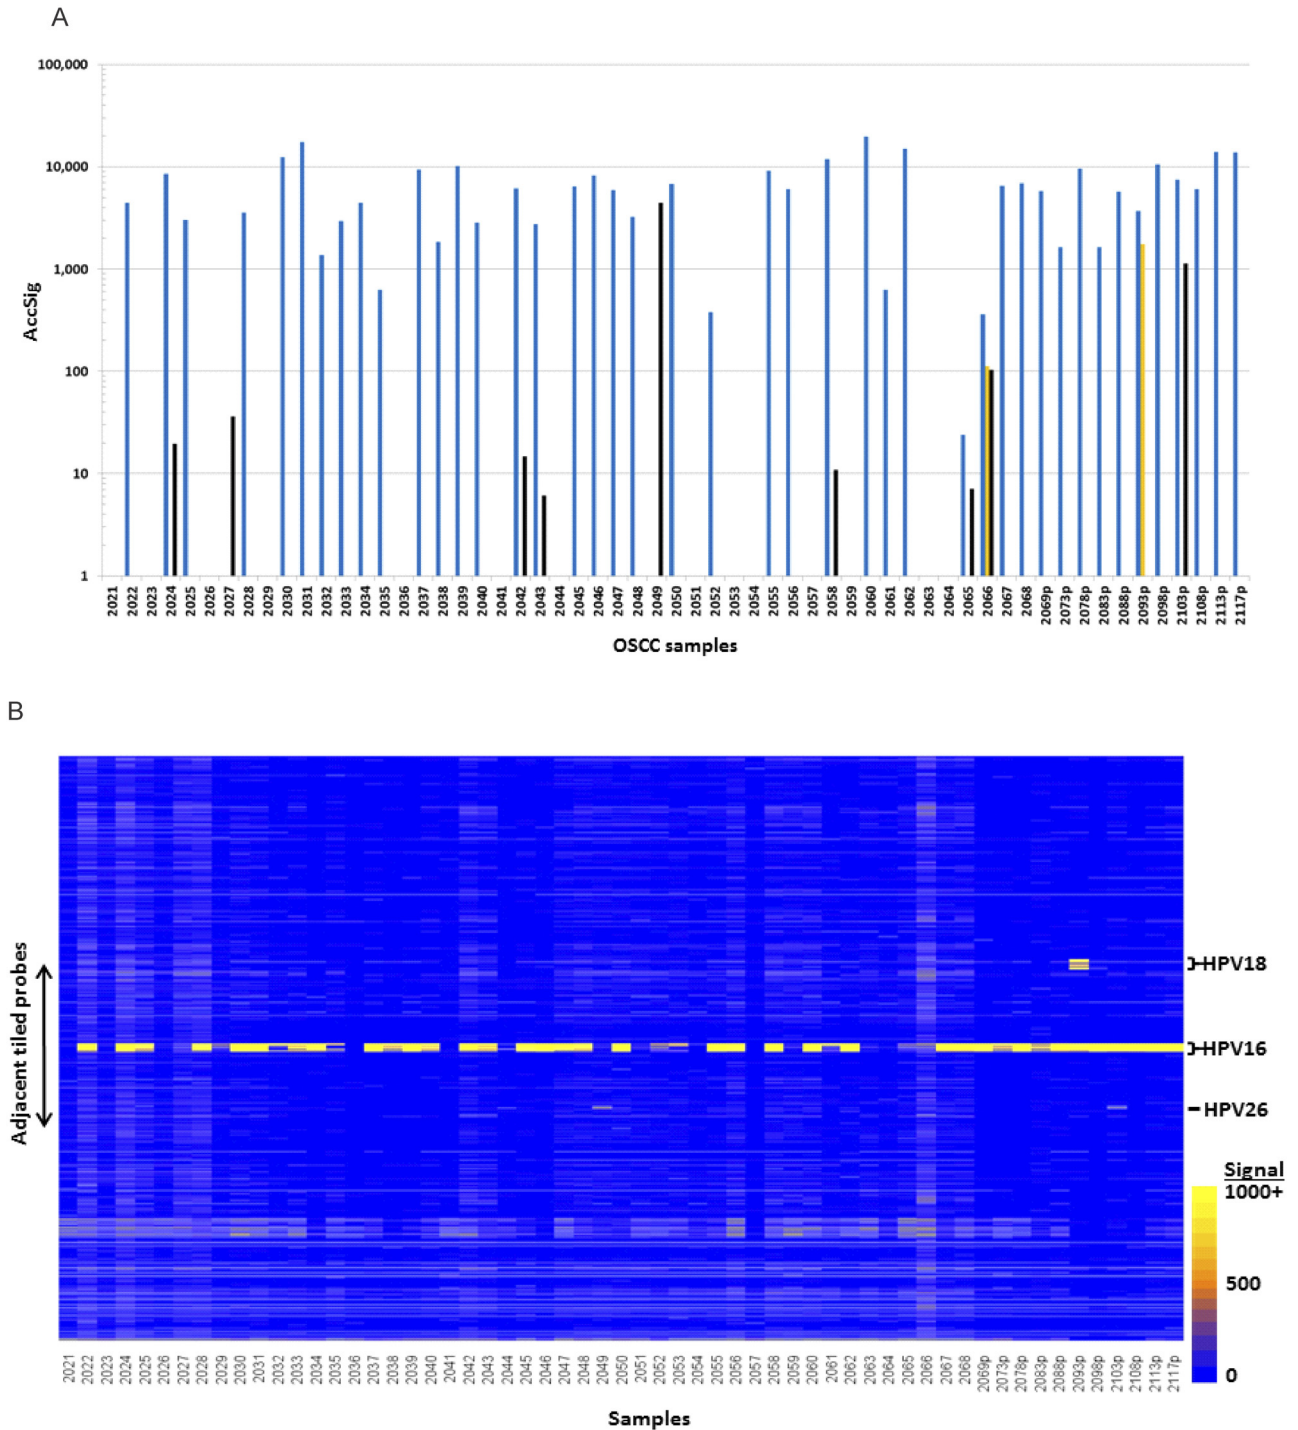 A
100,000
10,000
1,000
100
10
1
AccSig
2021 2022 2023 2024 2025 2026 2027 2028 2029 2030 2031 2032 2033 2034 2035 2036 2037 2038 2039 2040 2041 2042 2043 2044 2045 2046 2047 2048 2049 2050 2051 2052 2053 2054 2055 2056 2057 2058 2059 2060 2061 2062 2063 2064 2065 2066 2067 2068 2069p 2073p 2078p 2083p 2088p 2093p 2098p 2103p 2108p 2113p 2117p
OSCC samples
B
Adjacent tiled probes
HPV18
HPV16
HPV26
Signal
1000+
500
0
2021 2022 2023 2024 2025 2026 2027 2028 2029 2030 2031 2032 2033 2034 2035 2036 2037 2038 2039 2040 2041 2042 2043 2044 2045 2046 2047 2048 2049 2050 2051 2052 2053 2054 2055 2056 2057 2058 2059 2060 2061 2062 2063 2064 2065 2066 2067 2068 2069p 2073p 2078p 2083p 2088p 2093p 2098p 2103p 2108p 2113p 2117p
Samples